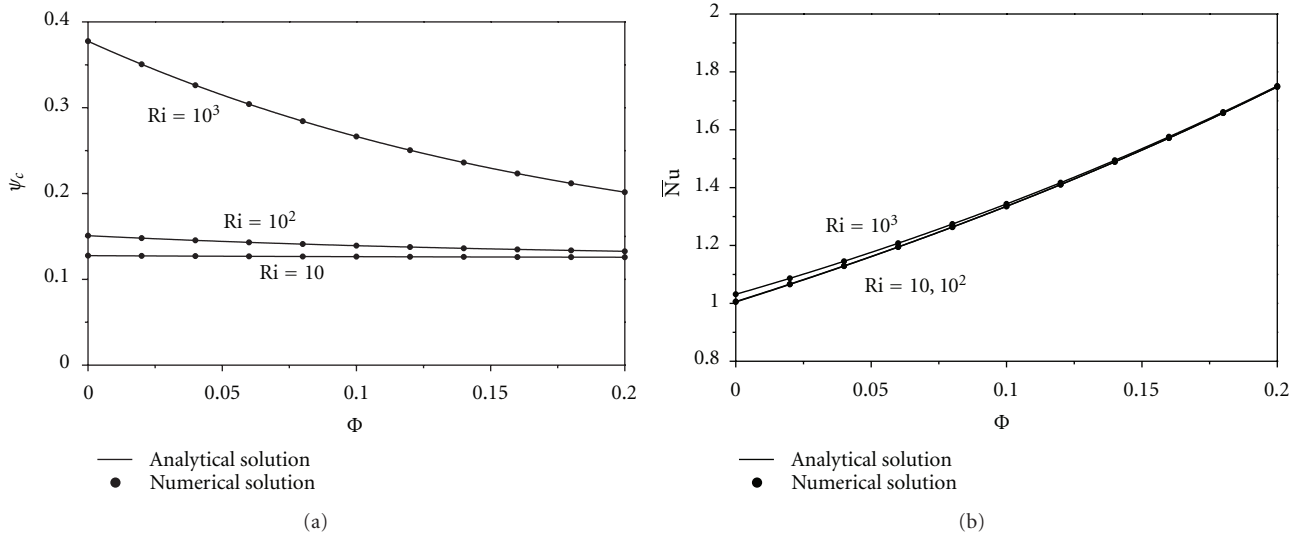 0.4
0.3
0.2
0.1
0
ψc
Ri = 10³
Ri = 10²
Ri = 10
0
0.05
0.1
0.15
0.2
Φ
Analytical solution
Numerical solution
(a)
2
1.8
1.6
1.4
1.2
1
0.8
N̅u̅
Ri = 10³
Ri = 10, 10²
0
0.05
0.1
0.15
0.2
Φ
Analytical solution
Numerical solution
(b)